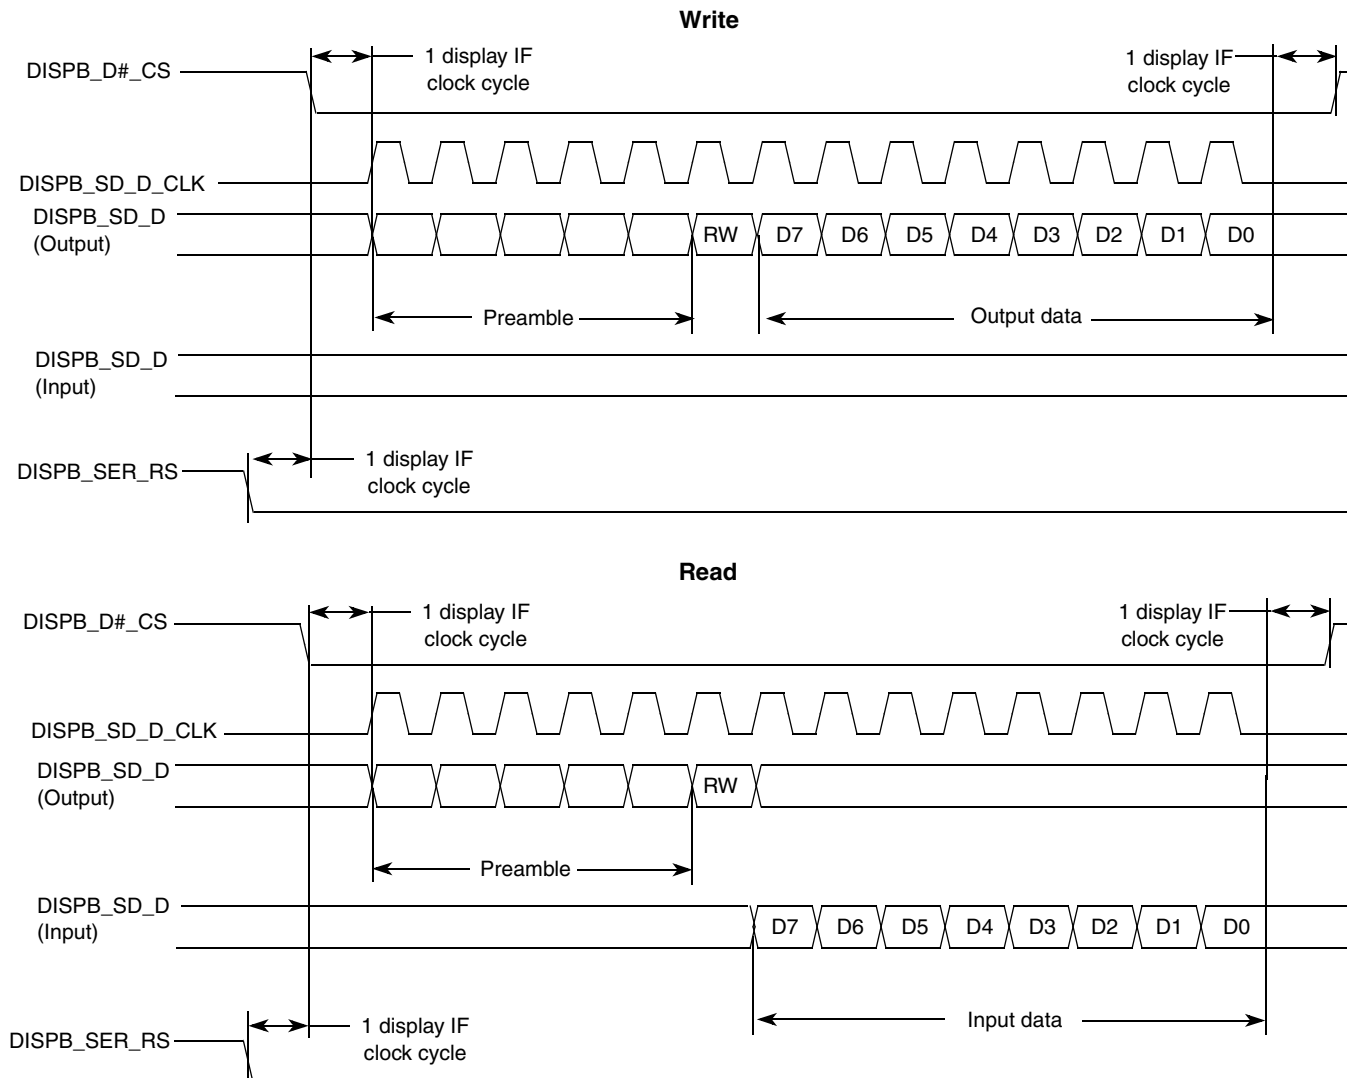 Write
DISPB_D#_CS
1 display IF
clock cycle
1 display IF
clock cycle
DISPB_SD_D_CLK
DISPB_SD_D
(Output)
RW D7 D6 D5 D4 D3 D2 D1 D0
Preamble
Output data
DISPB_SD_D
(Input)
DISPB_SER_RS
1 display IF
clock cycle
Read
DISPB_D#_CS
1 display IF
clock cycle
1 display IF
clock cycle
DISPB_SD_D_CLK
DISPB_SD_D
(Output)
RW
Preamble
DISPB_SD_D
(Input)
D7 D6 D5 D4 D3 D2 D1 D0
Input data
DISPB_SER_RS
1 display IF
clock cycle